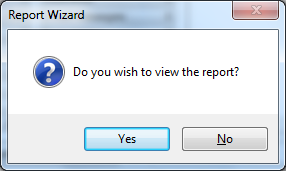 Report Wizard
Do you wish to view the report?
Yes
No